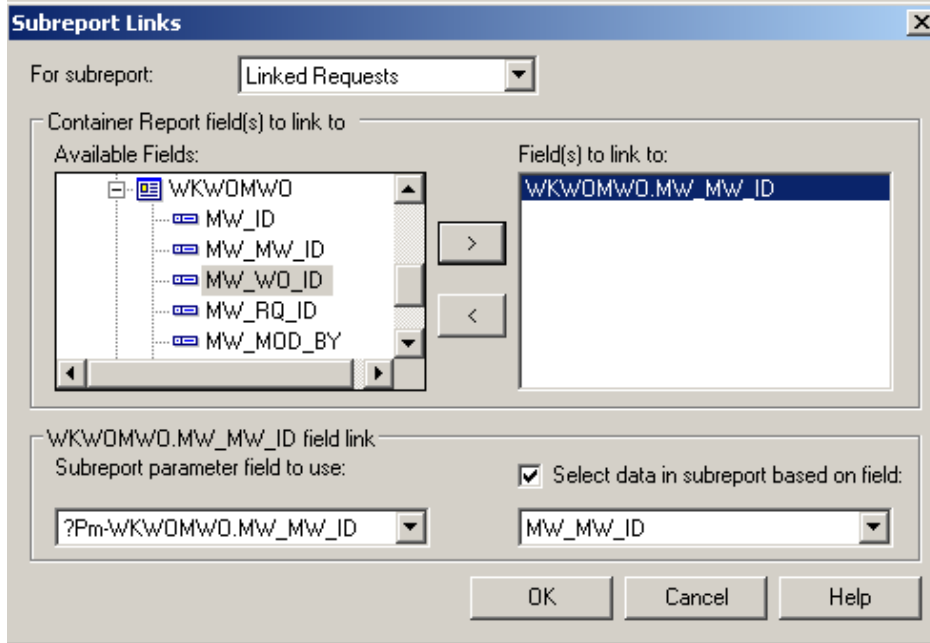 Subreport Links
For subreport: Linked Requests
Container Report field(s) to link to
Available Fields: Field(s) to link to:
WKWOMWO WKWOMWO.MW_MW_ID
MW_ID
MW_MW_ID
>
MW_WO_ID
MW_RQ_ID
<
MW_MOD_BY
WKWOMWO.MW_MW_ID field link
Subreport parameter field to use: Select data in subreport based on field:
?Pm-WKWOMWO.MW_MW_ID MW_MW_ID
OK Cancel Help